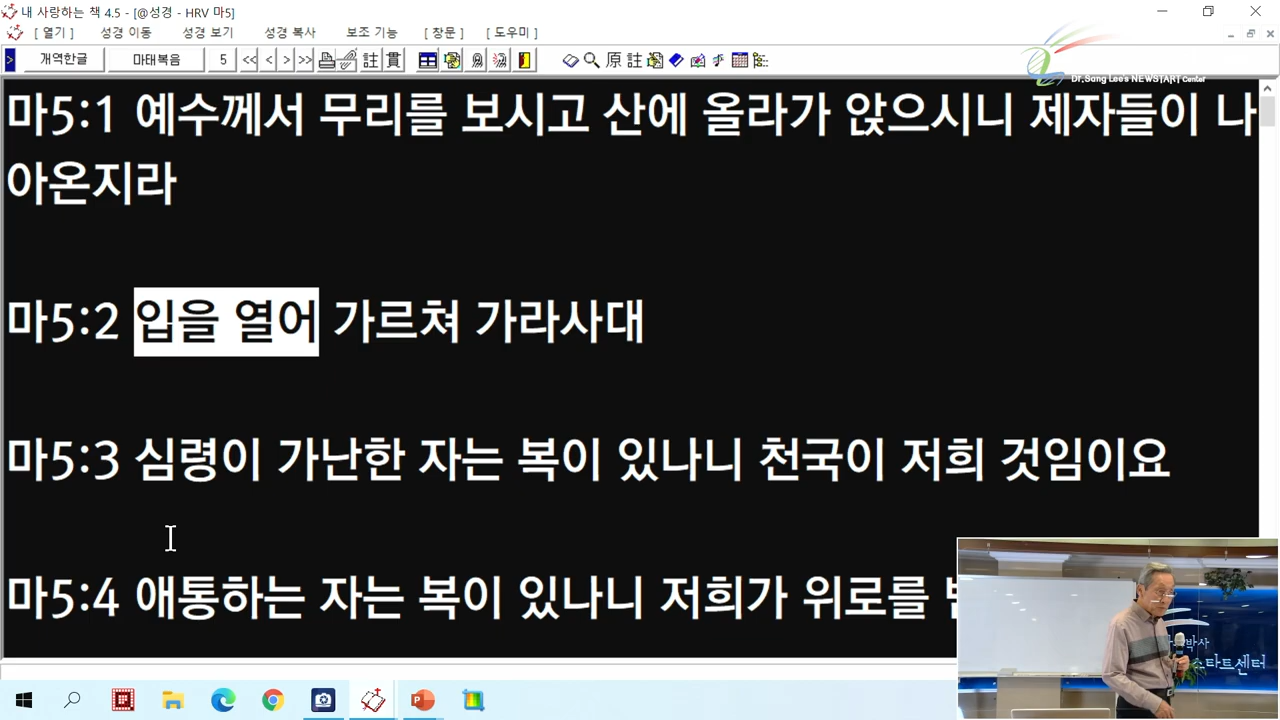 내 사랑하는 책 4.5 - [@성경 - HRV 마5]
[ 열기 ] 성경 이동 성경 보기 성경 복사 보조 기능 [ 창문 ] [ 도우미 ]
개역한글 마태복음 5 << < > >> 註 貫 原 註
Dr.Sang Lee's NEWSTART Center
마5:1 예수께서 무리를 보시고 산에 올라가 앉으시니 제자들이 나
아온지라
마5:2 입을 열어 가르쳐 가라사대
마5:3 심령이 가난한 자는 복이 있나니 천국이 저희 것임이요
마5:4 애통하는 자는 복이 있나니 저희가 위로를
박사
스타트센터